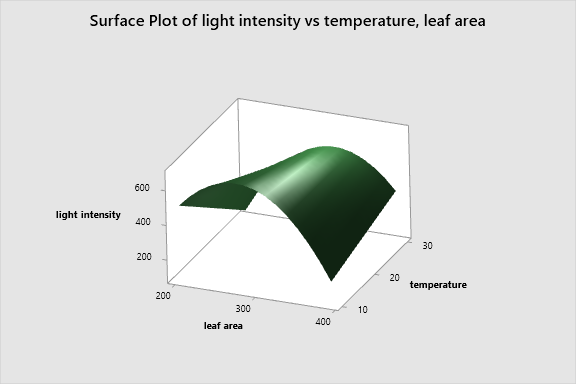 Surface Plot of light intensity vs temperature, leaf area
600
light intensity
400
200
30
20
temperature
10
200
300
400
leaf area